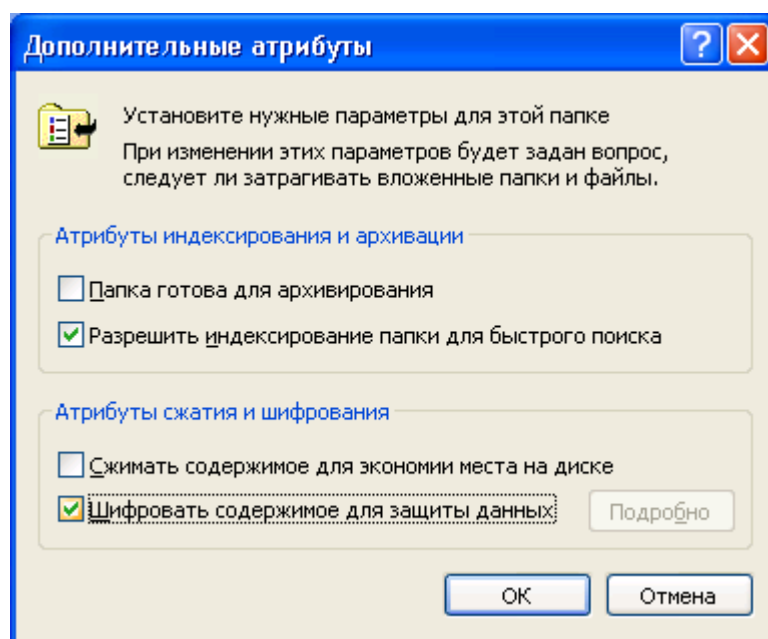 Дополнительные атрибуты
Установите нужные параметры для этой папке
При изменении этих параметров будет задан вопрос,
следует ли затрагивать вложенные папки и файлы.
Атрибуты индексирования и архивации
Папка готова для архивирования
Разрешить индексирование папки для быстрого поиска
Атрибуты сжатия и шифрования
Сжимать содержимое для экономии места на диске
Шифровать содержимое для защиты данных
Подробно
ОК
Отмена